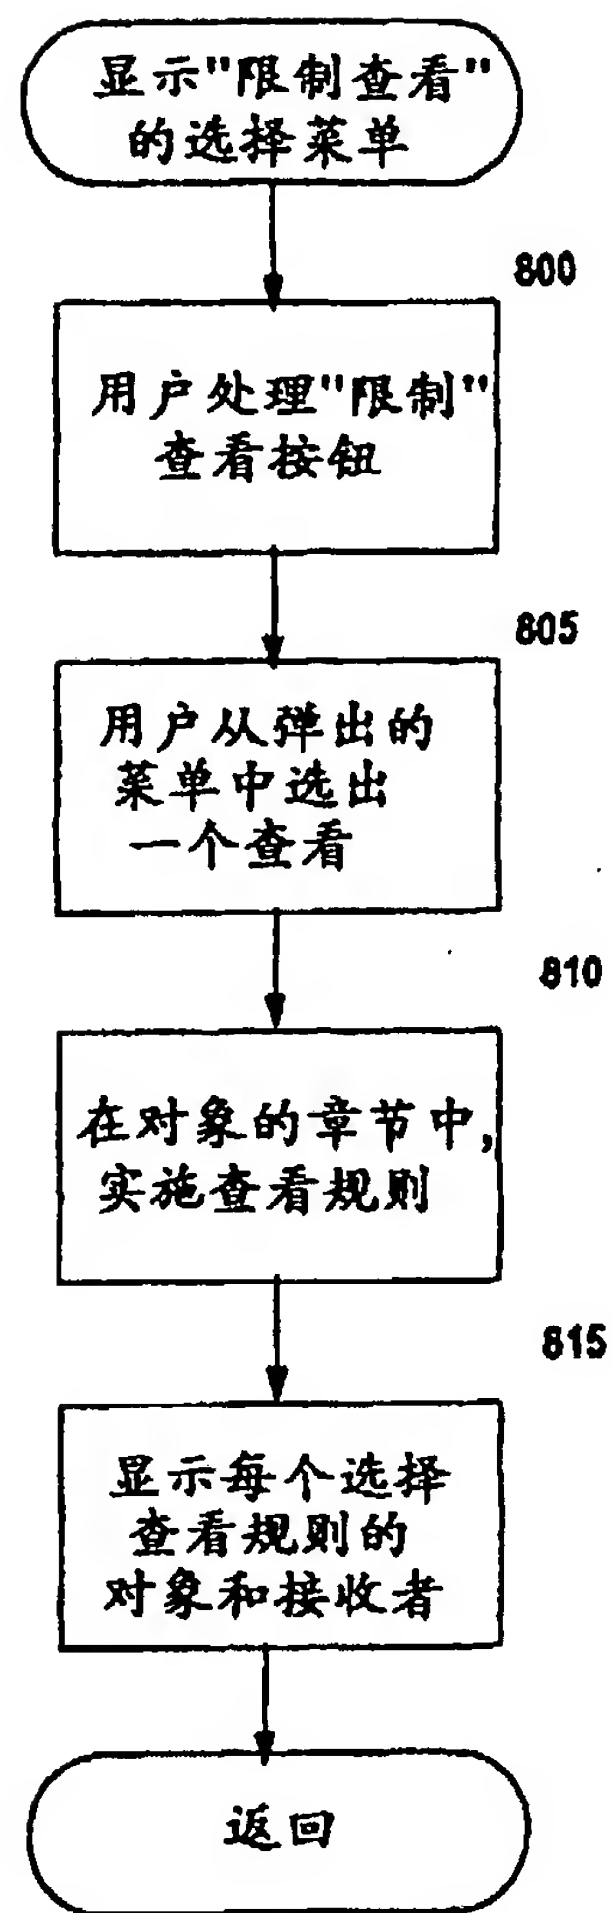 显示"限制查看"
的选择菜单
800
用户处理"限制"
查看按钮
805
用户从弹出的
菜单中选出
一个查看
810
在对象的章节中,
实施查看规则
815
显示每个选择
查看规则的
对象和接收者
返回